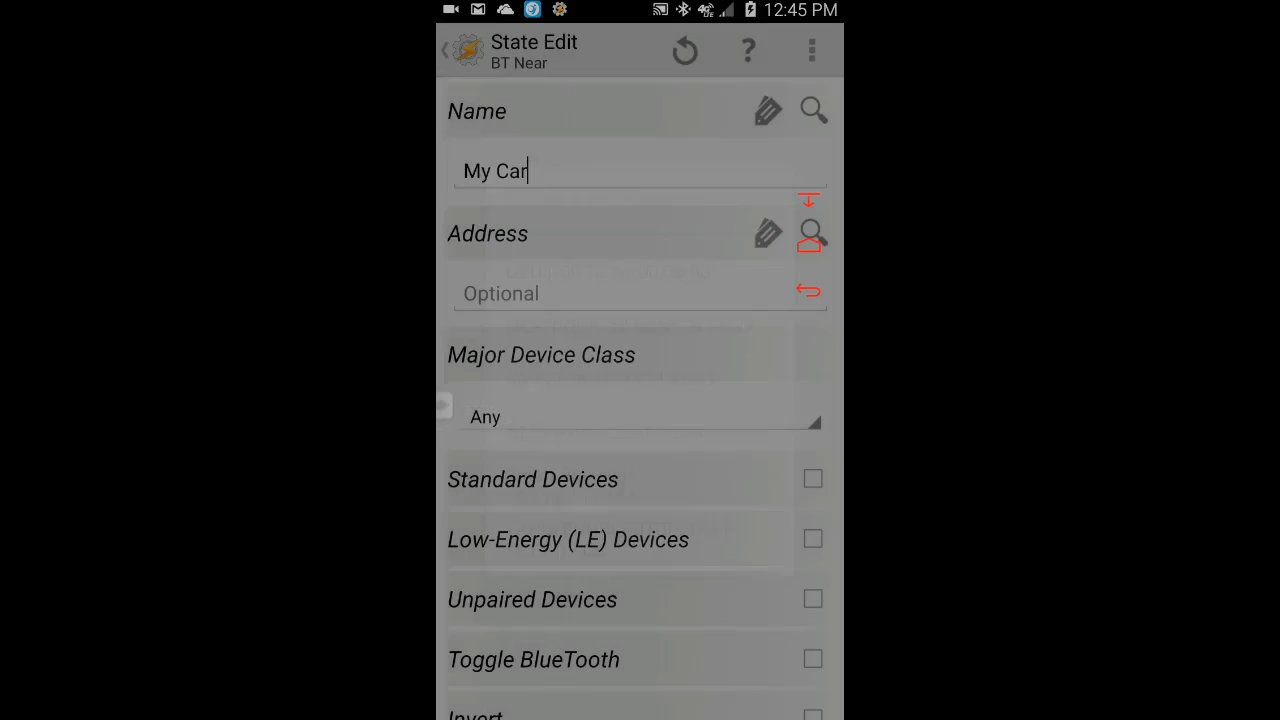 12:45 PM
State Edit
BT Near
Name
My Car
Address
Optional
Major Device Class
Any
Standard Devices
Low-Energy (LE) Devices
Unpaired Devices
Toggle BlueTooth
Invert